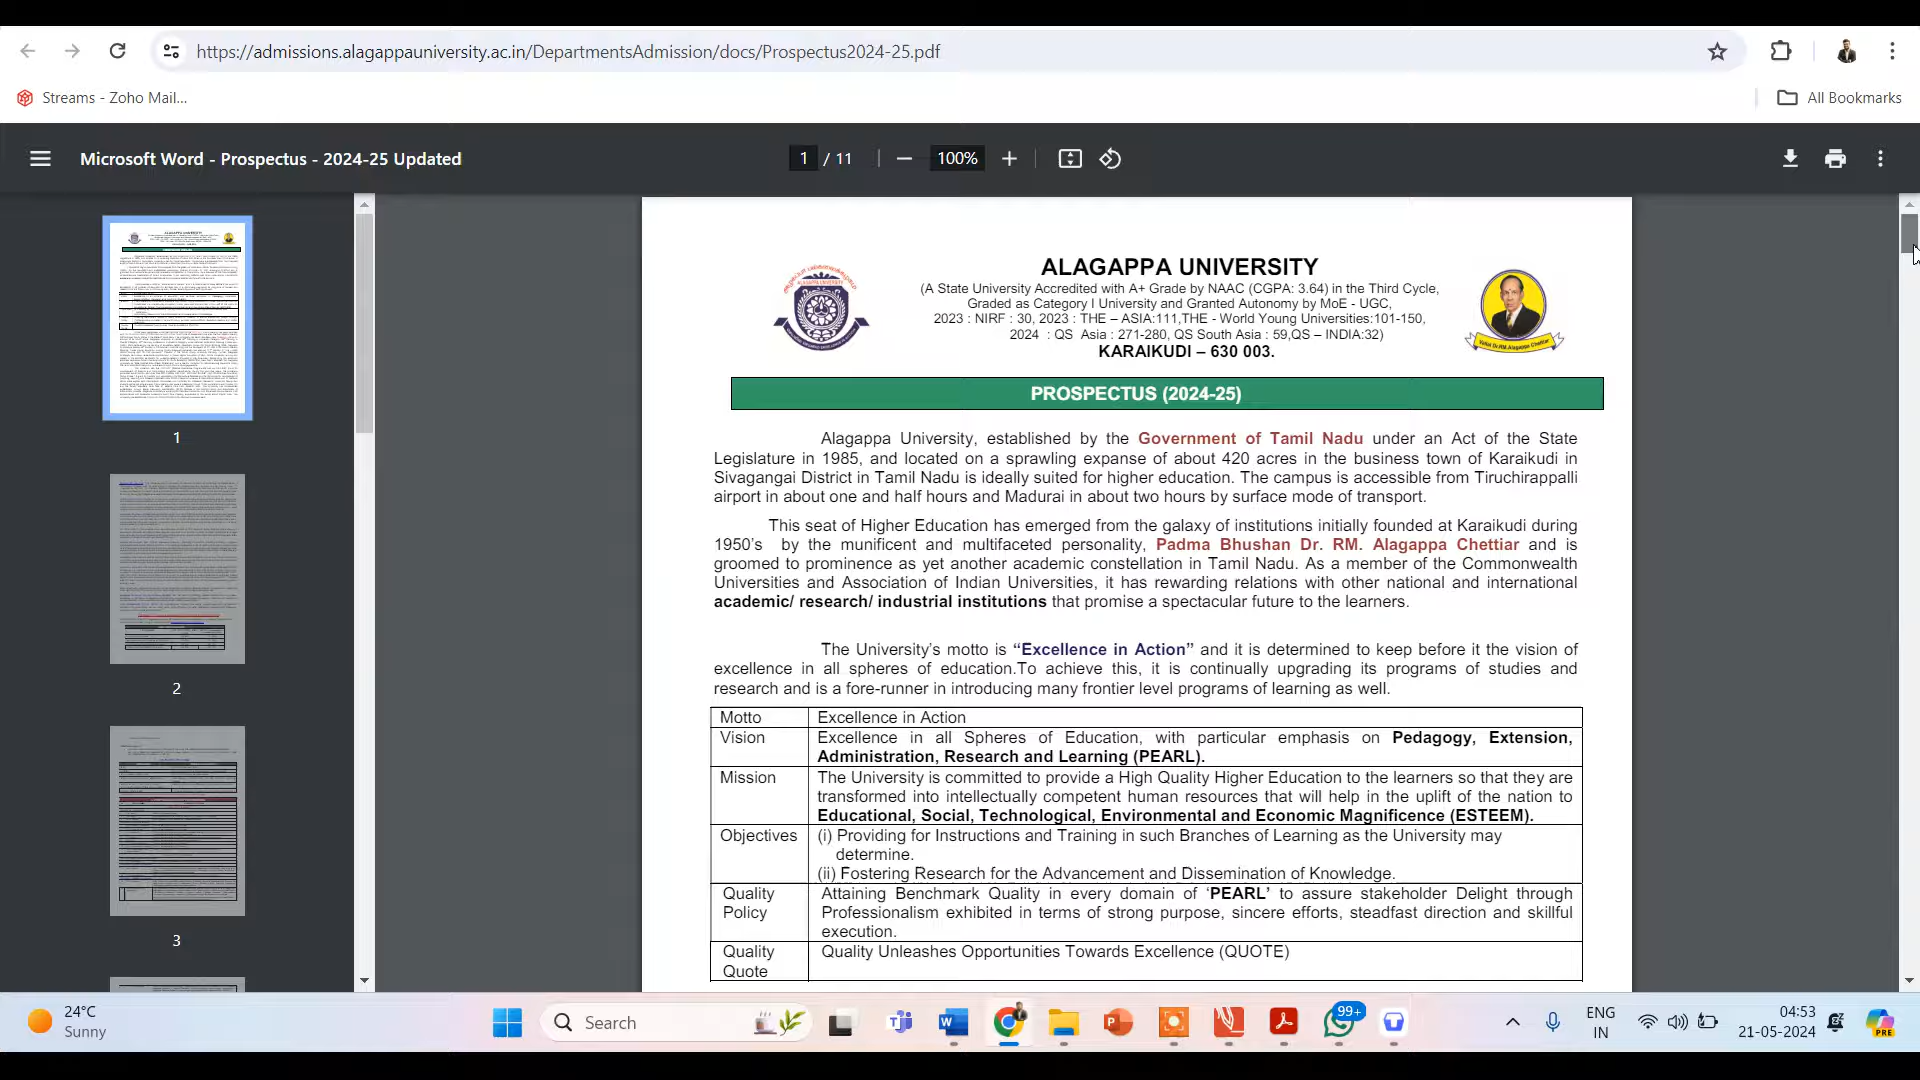 https://admissions.alagappauniversity.ac.in/DepartmentsAdmission/docs/Prospectus2024-25.pdf
Streams - Zoho Mail...
All Bookmarks
Microsoft Word - Prospectus - 2024-25 Updated
1 / 11
100%
ALAGAPPA UNIVERSITY
(A State University Accredited with A+ Grade by NAAC (CGPA: 3.64) in the Third Cycle,
Graded as Category I University and Granted Autonomy by MoE - UGC,
2023 : NIRF : 30, 2023 : THE – ASIA:111,THE - World Young Universities:101-150,
2024 : QS Asia : 271-280, QS South Asia : 59,QS – INDIA:32)
KARAIKUDI – 630 003.
PROSPECTUS (2024-25)
Alagappa University, established by the Government of Tamil Nadu under an Act of the State
Legislature in 1985, and located on a sprawling expanse of about 420 acres in the business town of Karaikudi in
Sivagangai District in Tamil Nadu is ideally suited for higher education. The campus is accessible from Tiruchirappalli
airport in about one and half hours and Madurai in about two hours by surface mode of transport.
This seat of Higher Education has emerged from the galaxy of institutions initially founded at Karaikudi during
1950's by the munificent and multifaceted personality, Padma Bhushan Dr. RM. Alagappa Chettiar and is
groomed to prominence as yet another academic constellation in Tamil Nadu. As a member of the Commonwealth
Universities and Association of Indian Universities, it has rewarding relations with other national and international
academic/ research/ industrial institutions that promise a spectacular future to the learners.
The University's motto is “Excellence in Action” and it is determined to keep before it the vision of
excellence in all spheres of education.To achieve this, it is continually upgrading its programs of studies and
research and is a fore-runner in introducing many frontier level programs of learning as well.
Motto Excellence in Action
Vision Excellence in all Spheres of Education, with particular emphasis on Pedagogy, Extension,
Administration, Research and Learning (PEARL).
Mission The University is committed to provide a High Quality Higher Education to the learners so that they are
transformed into intellectually competent human resources that will help in the uplift of the nation to
Educational, Social, Technological, Environmental and Economic Magnificence (ESTEEM).
Objectives (i) Providing for Instructions and Training in such Branches of Learning as the University may
determine.
(ii) Fostering Research for the Advancement and Dissemination of Knowledge.
Quality Attaining Benchmark Quality in every domain of ‘PEARL’ to assure stakeholder Delight through
Policy Professionalism exhibited in terms of strong purpose, sincere efforts, steadfast direction and skillful
execution.
Quality Quality Unleashes Opportunities Towards Excellence (QUOTE)
Quote
1
2
3
24°C
Sunny
Search
99+
ENG
IN
04:53
21-05-2024
PRE